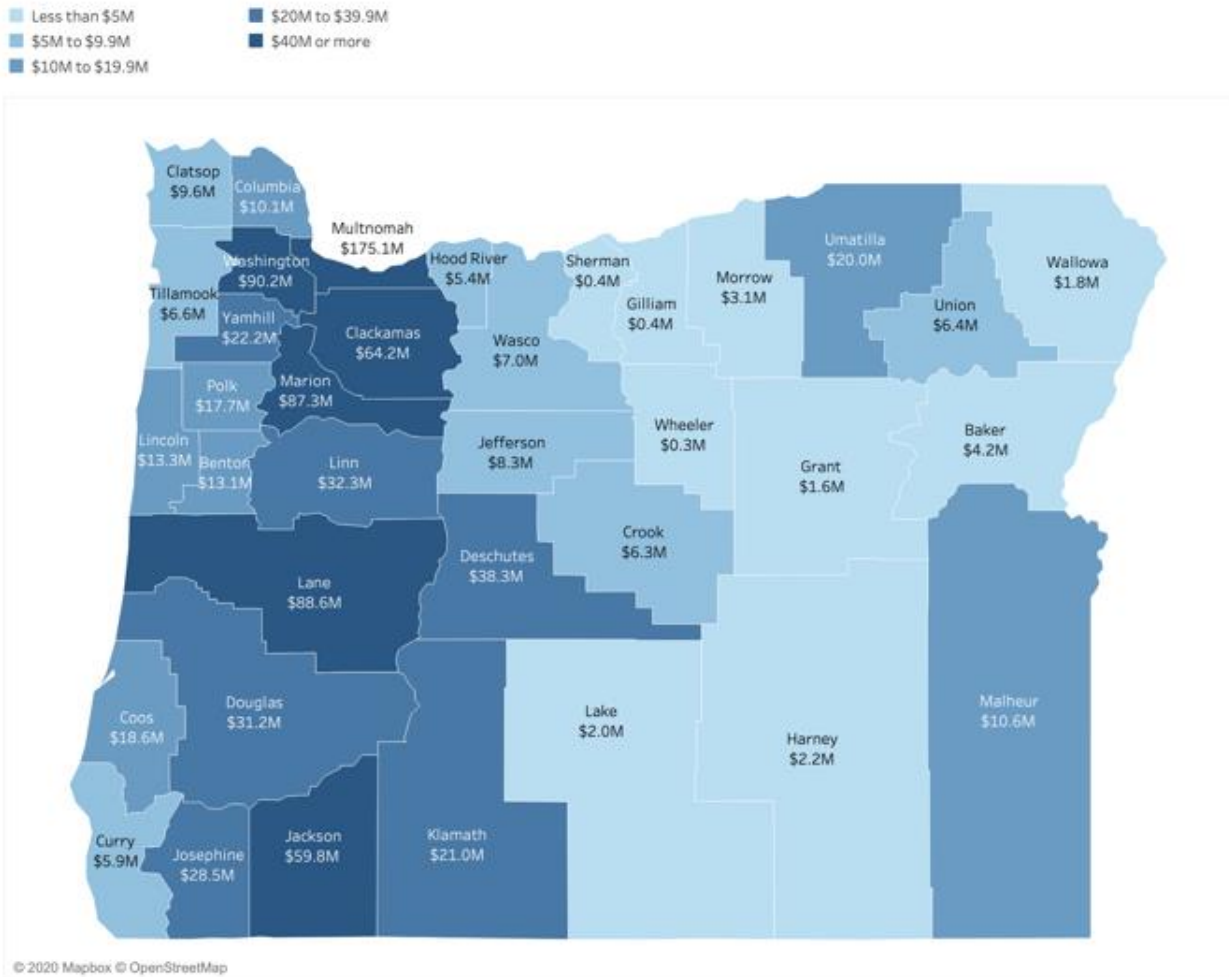 Less than $5M
$20M to $39.9M
$5M to $9.9M
$40M or more
$10M to $19.9M
Clatsop
$9.6M
Columbia
$10.1M
Multnomah
$175.1M
Washington
$90.2M
Hood River
$5.4M
Sherman
$0.4M
Umatilla
$20.0M
Wallowa
$1.8M
Tillamook
$6.6M
Yamhill
$22.2M
Clackamas
$64.2M
Wasco
$7.0M
Gilliam
$0.4M
Morrow
$3.1M
Union
$6.4M
Polk
$17.7M
Marion
$87.3M
Lincoln
$13.3M
Benton
$13.1M
Linn
$32.3M
Jefferson
$8.3M
Wheeler
$0.3M
Grant
$1.6M
Baker
$4.2M
Lane
$88.6M
Deschutes
$38.3M
Crook
$6.3M
Coos
$18.6M
Douglas
$31.2M
Lake
$2.0M
Harney
$2.2M
Malheur
$10.6M
Curry
$5.9M
Josephine
$28.5M
Jackson
$59.8M
Klamath
$21.0M
© 2020 Mapbox © OpenStreetMap